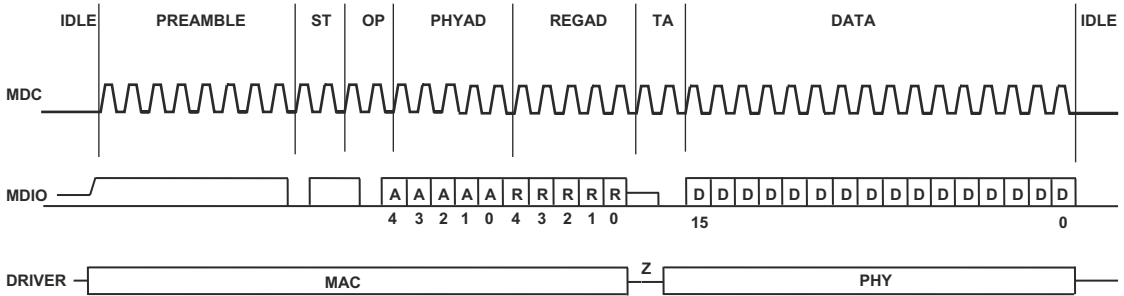 IDLE PREAMBLE ST OP PHYAD REGAD TA DATA IDLE
MDC
MDIO A A A A A R R R R R D D D D D D D D D D D D D D D D
4 3 2 1 0 4 3 2 1 0 15 0
DRIVER MAC Z PHY